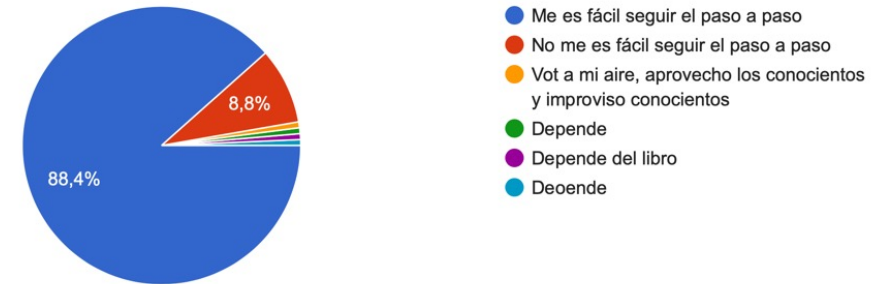 Me es fácil seguir el paso a paso
No me es fácil seguir el paso a paso
Vot a mi aire, aprovecho los conocientos
y improviso conocientos
Depende
Depende del libro
Deoende
8,8%
88,4%